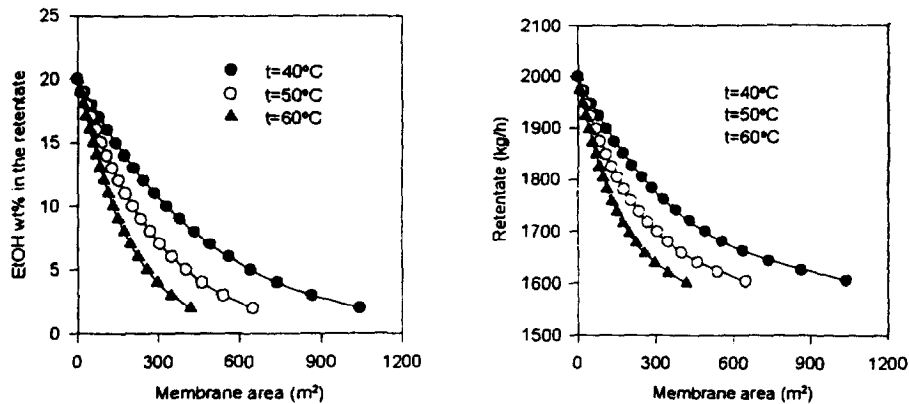 25
20
15
10
5
0
EtOH wt% in the retentate
t=40°C
t=50°C
t=60°C
0 300 600 900 1200
Membrane area (m²)
2100
2000
1900
1800
1700
1600
1500
Retentate (kg/h)
t=40°C
t=50°C
t=60°C
0 300 600 900 1200
Membrane area (m²)